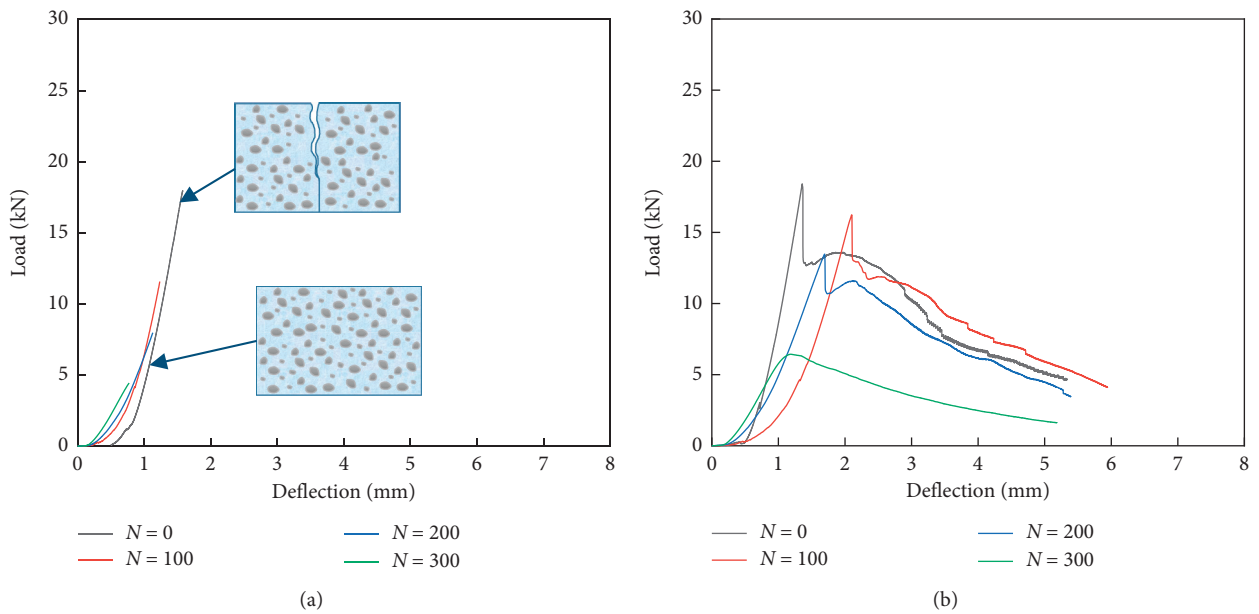 30
25
20
15
10
5
0
Load (kN)
0 1 2 3 4 5 6 7 8
Deflection (mm)
N = 0
N = 200
N = 100
N = 300
(a)
30
25
20
15
10
5
0
Load (kN)
0 1 2 3 4 5 6 7 8
Deflection (mm)
N = 0
N = 200
N = 100
N = 300
(b)